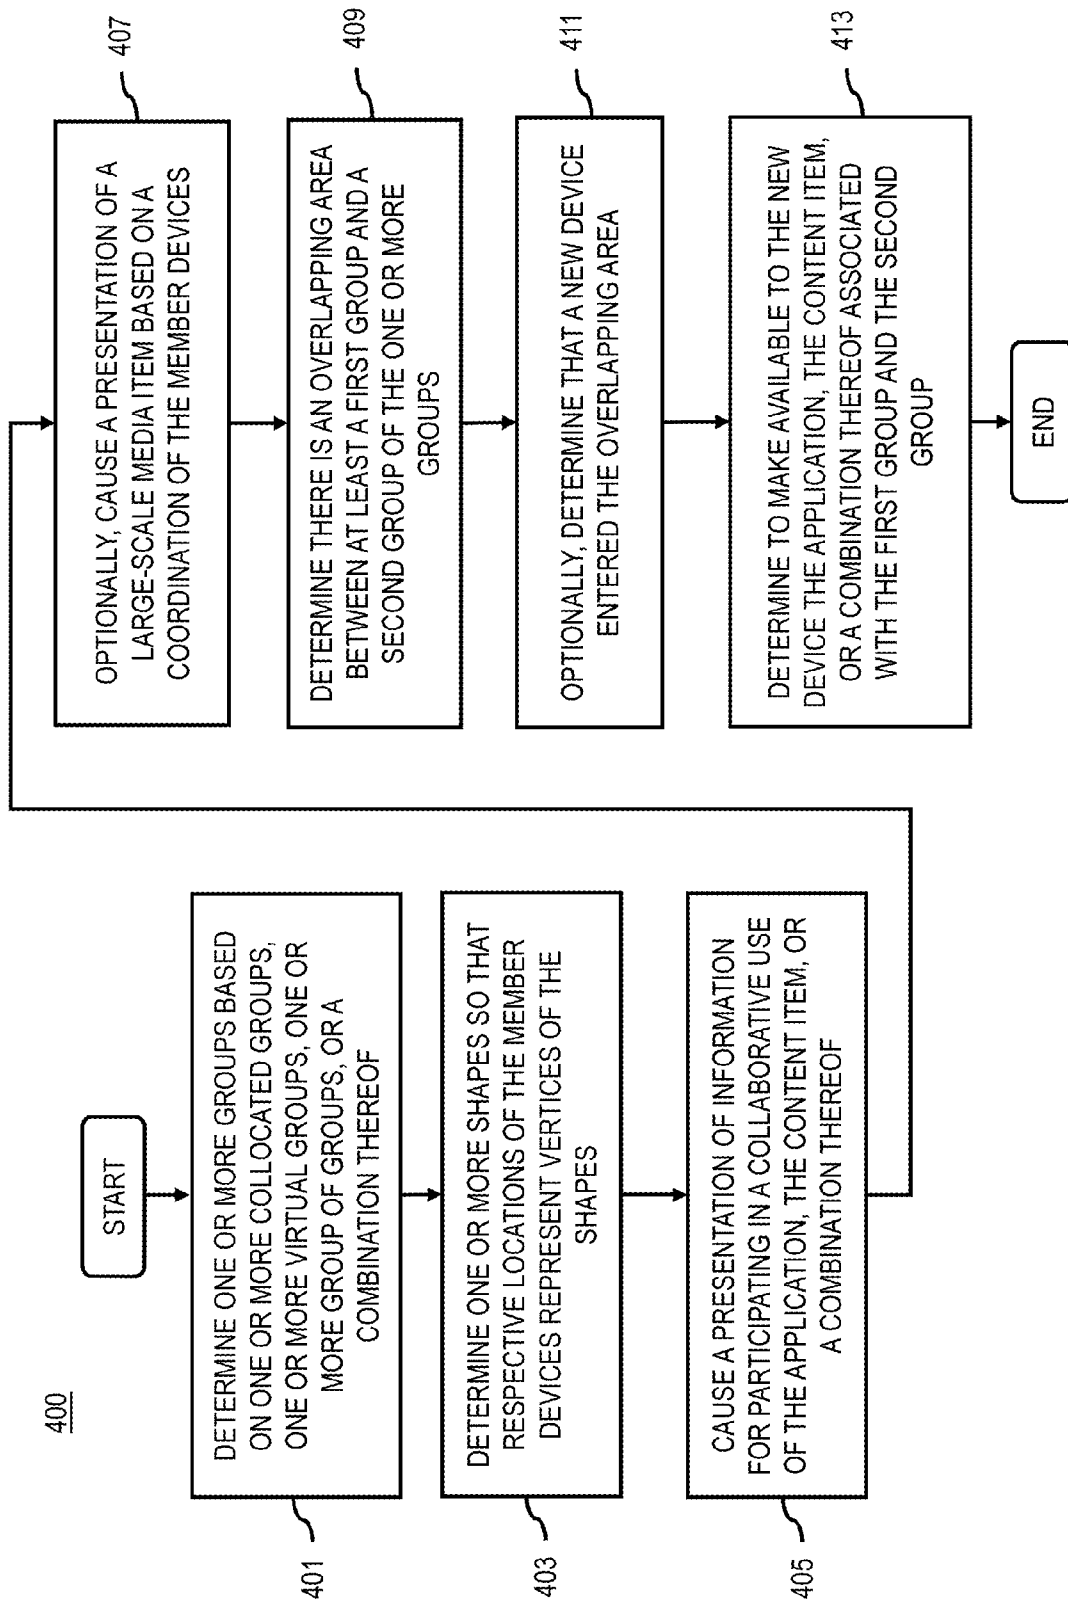 400
START
401
DETERMINE ONE OR MORE GROUPS BASED
ON ONE OR MORE COLLOCATED GROUPS,
ONE OR MORE VIRTUAL GROUPS, ONE OR
MORE GROUP OF GROUPS, OR A
COMBINATION THEREOF
403
DETERMINE ONE OR MORE SHAPES SO THAT
RESPECTIVE LOCATIONS OF THE MEMBER
DEVICES REPRESENT VERTICES OF THE
SHAPES
405
CAUSE A PRESENTATION OF INFORMATION
FOR PARTICIPATING IN A COLLABORATIVE USE
OF THE APPLICATION, THE CONTENT ITEM, OR
A COMBINATION THEREOF
407
OPTIONALLY, CAUSE A PRESENTATION OF A
LARGE-SCALE MEDIA ITEM BASED ON A
COORDINATION OF THE MEMBER DEVICES
409
DETERMINE THERE IS AN OVERLAPPING AREA
BETWEEN AT LEAST A FIRST GROUP AND A
SECOND GROUP OF THE ONE OR MORE
GROUPS
411
OPTIONALLY, DETERMINE THAT A NEW DEVICE
ENTERED THE OVERLAPPING AREA
413
DETERMINE TO MAKE AVAILABLE TO THE NEW
DEVICE THE APPLICATION, THE CONTENT ITEM,
OR A COMBINATION THEREOF ASSOCIATED
WITH THE FIRST GROUP AND THE SECOND
GROUP
END